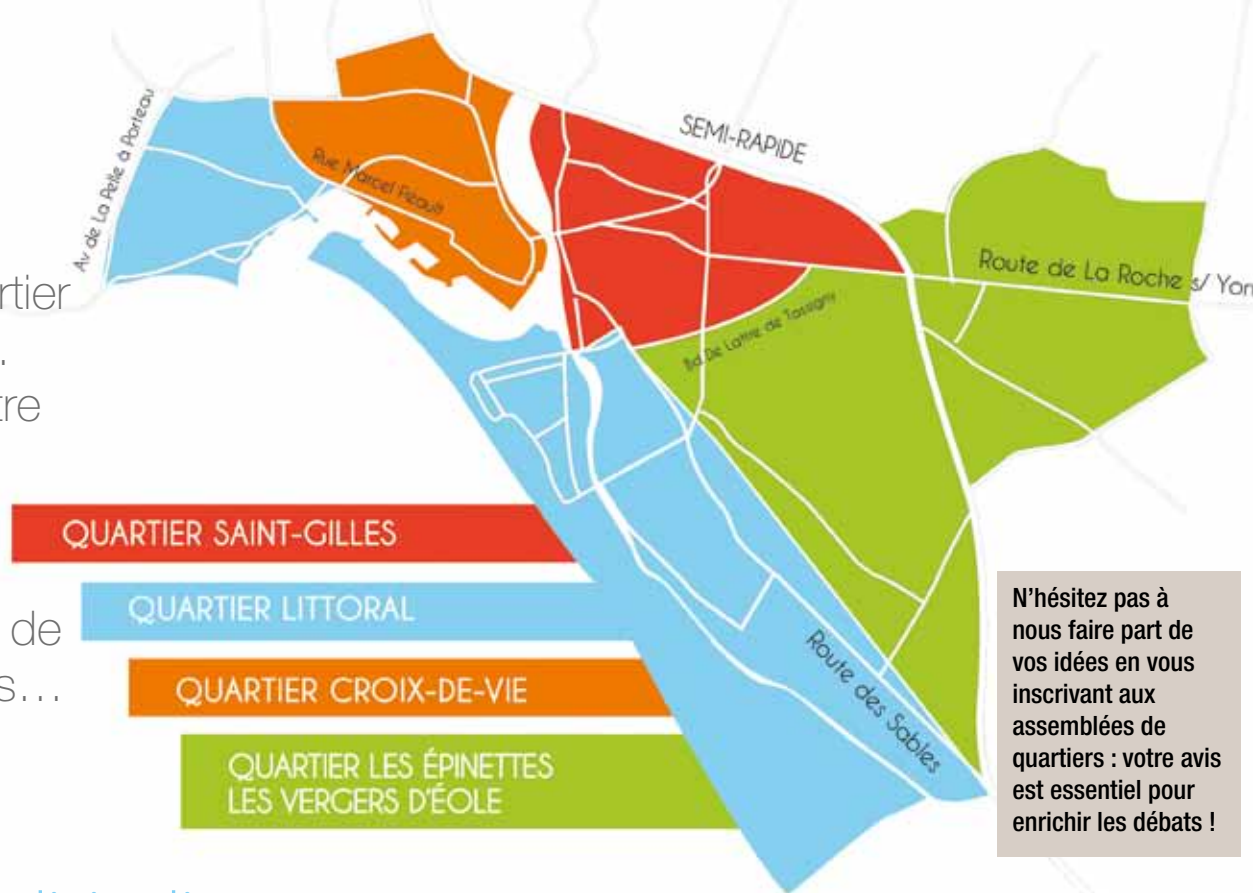 SEMI-RAPIDE
Av de La Pelle à Porteau
Rue Marcel
Route de La Roche s/ Yon
rtier
Bd De Lattre de Tassigny
.
tre
QUARTIER SAINT-GILLES
QUARTIER LITTORAL
de
QUARTIER CROIX-DE-VIE
s…
Route des Sables
QUARTIER LES ÉPINETTES
LES VERGERS D'ÉOLE
N'hésitez pas à
nous faire part de
vos idées en vous
inscrivant aux
assemblées de
quartiers : votre avis
est essentiel pour
enrichir les débats !